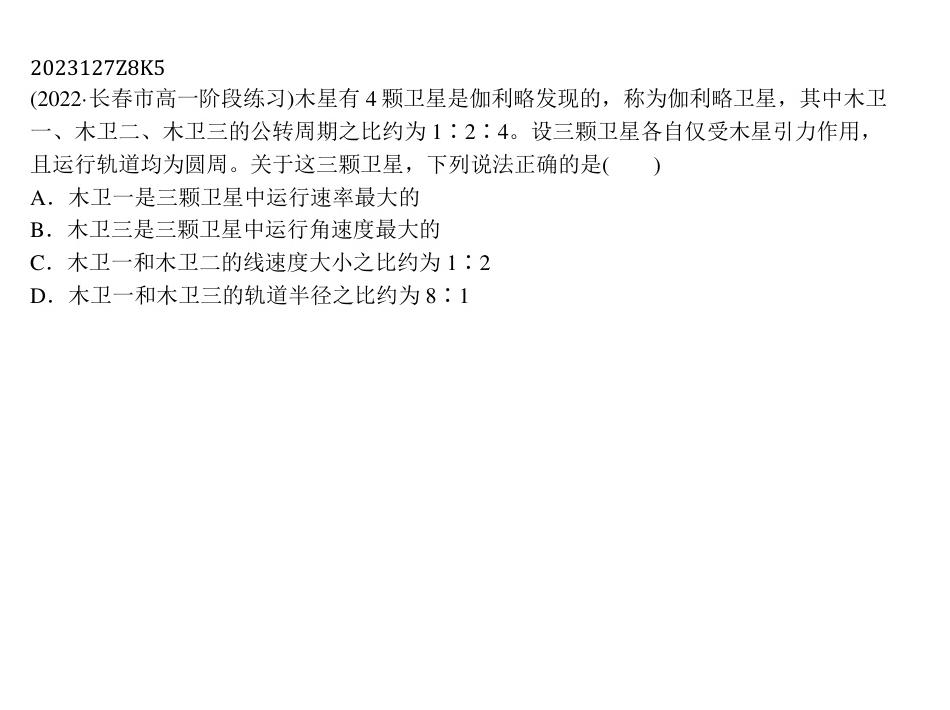 2023127Z8K5
(2022·长春市高一阶段练习)木星有 4 颗卫星是伽利略发现的，称为伽利略卫星，其中木卫
一、木卫二、木卫三的公转周期之比约为 1∶2∶4。设三颗卫星各自仅受木星引力作用，
且运行轨道均为圆周。关于这三颗卫星，下列说法正确的是(　　)
A．木卫一是三颗卫星中运行速率最大的
B．木卫三是三颗卫星中运行角速度最大的
C．木卫一和木卫二的线速度大小之比约为 1∶2
D．木卫一和木卫三的轨道半径之比约为 8∶1